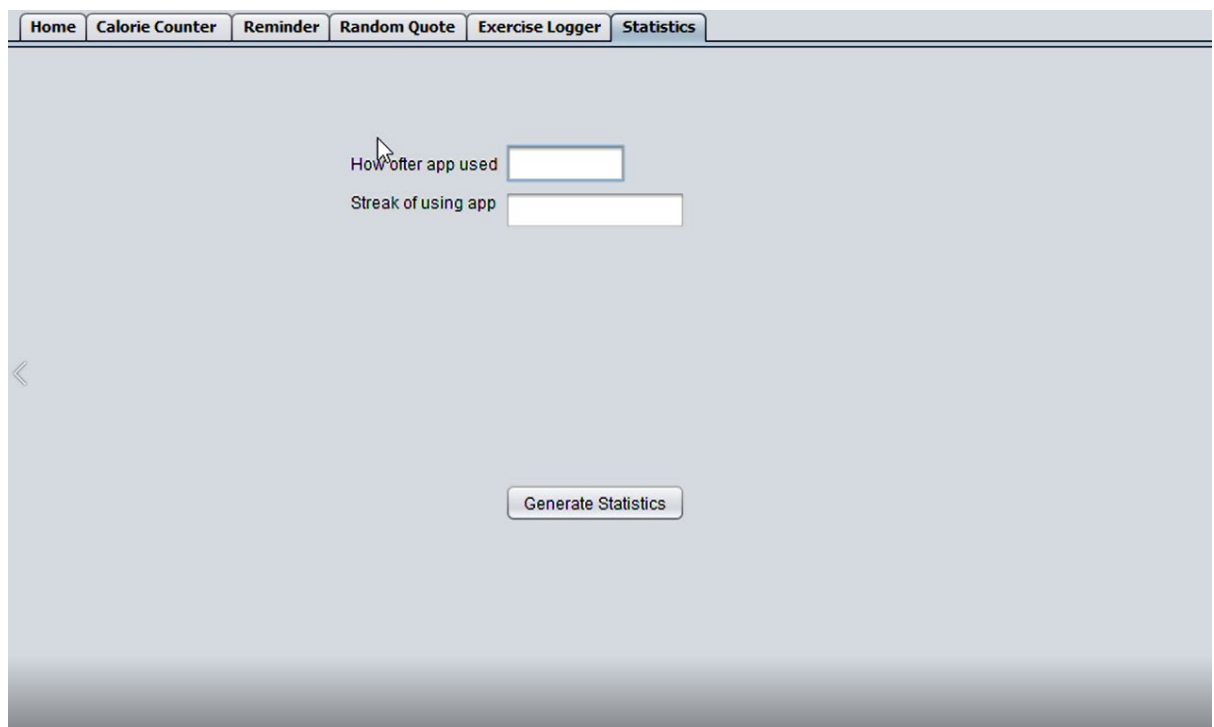 Home Calorie Counter Reminder Random Quote Exercise Logger Statistics
How ofter app used
Streak of using app
Generate Statistics